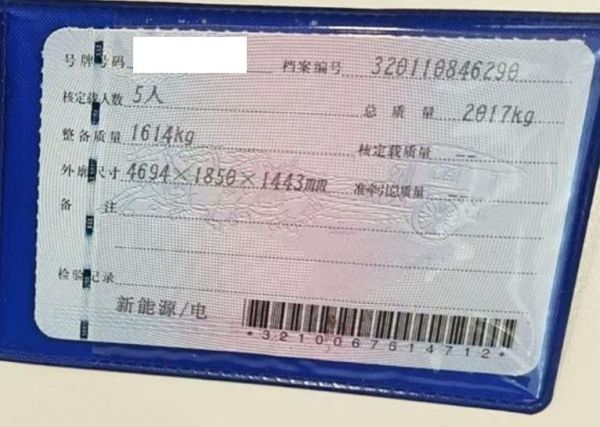 号牌号码 档案编号 320110846290
核定载人数 5人 总质量 2017kg
整备质量 1614kg 核定载质量 --
外廓尺寸 4694×1850×1443mm 准牵引总质量 --
备 注
检验记录
新能源/电
*3210067614712*